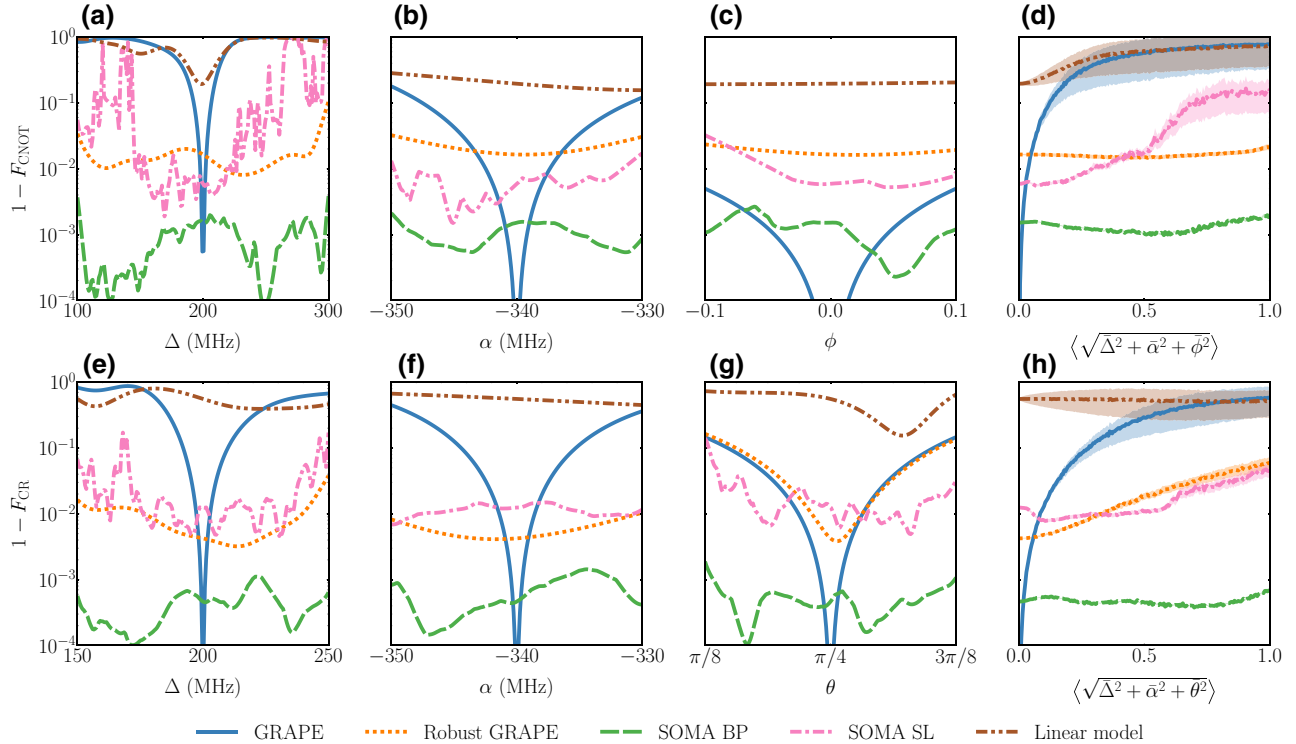 (a) (b) (c) (d)
1 − F_CNOT
10^0
10^−1
10^−2
10^−3
10^−4
100 200 300
Δ (MHz)
−350 −340 −330
α (MHz)
−0.1 0.0 0.1
ϕ
0.0 0.5 1.0
⟨√(Δ̄² + ᾱ² + ϕ̄²)⟩
(e) (f) (g) (h)
1 − F_CR
10^0
10^−1
10^−2
10^−3
10^−4
150 200 250
Δ (MHz)
−350 −340 −330
α (MHz)
π/8 π/4 3π/8
θ
0.0 0.5 1.0
⟨√(Δ̄² + ᾱ² + θ̄²)⟩
GRAPE Robust GRAPE SOMA BP SOMA SL Linear model